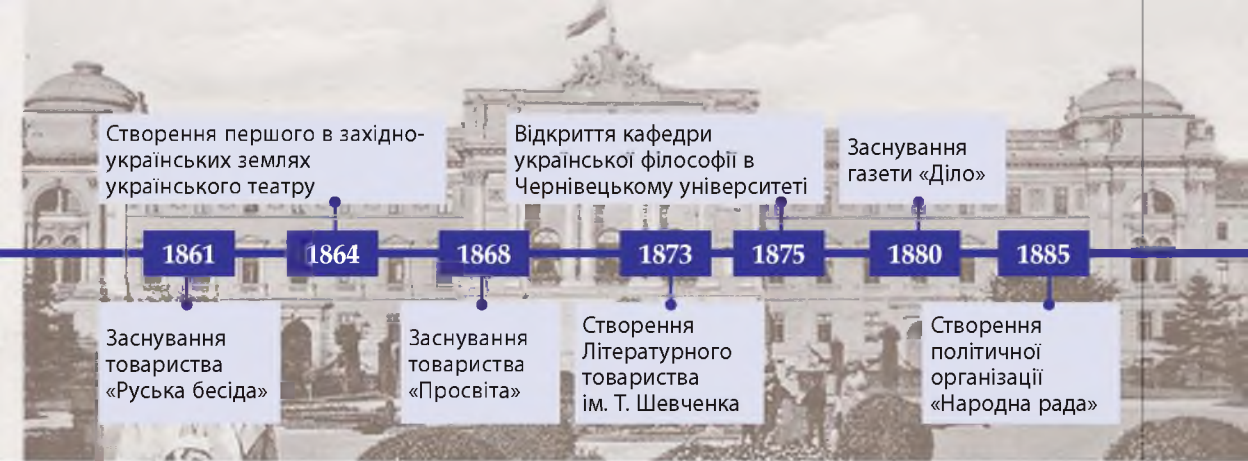 Створення першого в західно-
українських землях
українського театру
Відкриття кафедри
української філософії в
Чернівецькому університеті
Заснування
газети «Діло»
1861
1864
1868
1873
1875
1880
1885
Заснування
товариства
«Руська бесіда»
Заснування
товариства
«Просвіта»
Створення
Літературного
товариства
ім. Т. Шевченка
Створення
політичної
організації
«Народна рада»